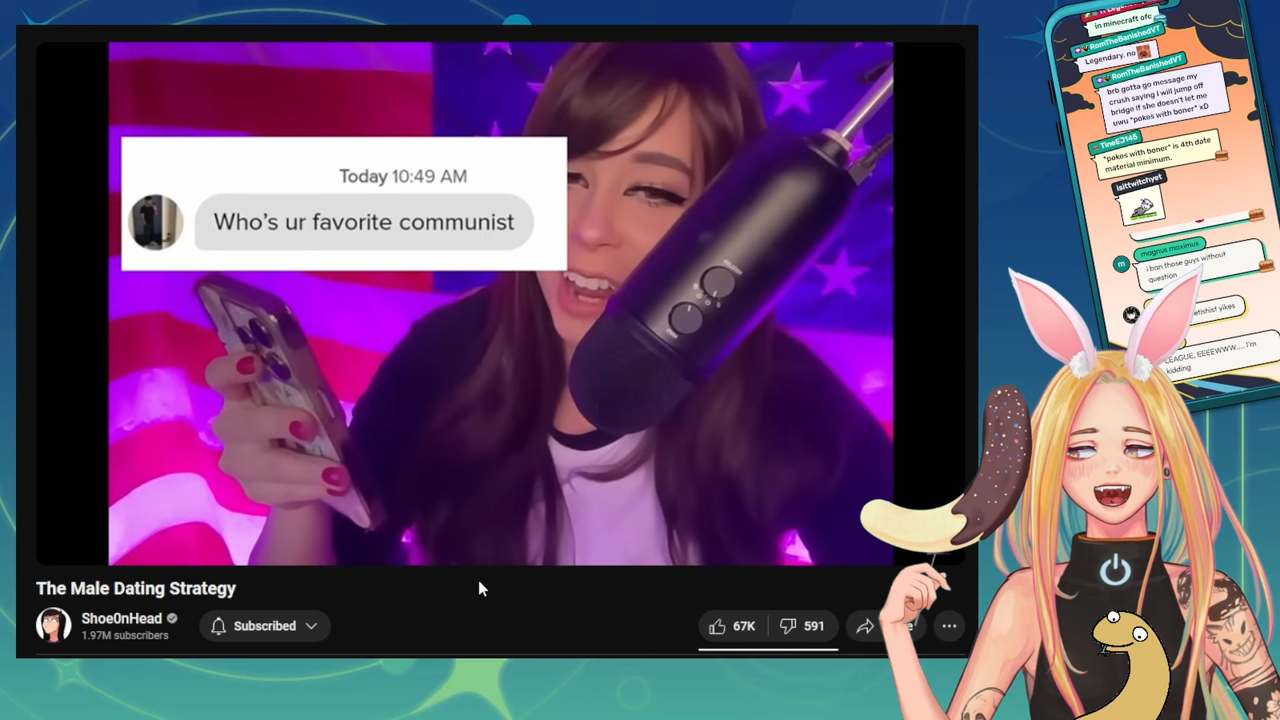 Today 10:49 AM
Who's ur favorite communist
The Male Dating Strategy
Shoe0nHead
1.97M subscribers
Subscribed
67K
591
in minecraft ofc
RomTheBanishedVT
Legendary. no
RomTheBanishedVT
brb gotta go message my
crush saying I will jump off
bridge if she doesn't let me
uwu *pokes with boner* xD
TineEJ145
*pokes with boner* is 4th date
material minimum.
isittwitchyet
magnus maximus
m
i ban those guys without
question
yikes
LEAGUE, EEEEWWW.... I'm
kidding